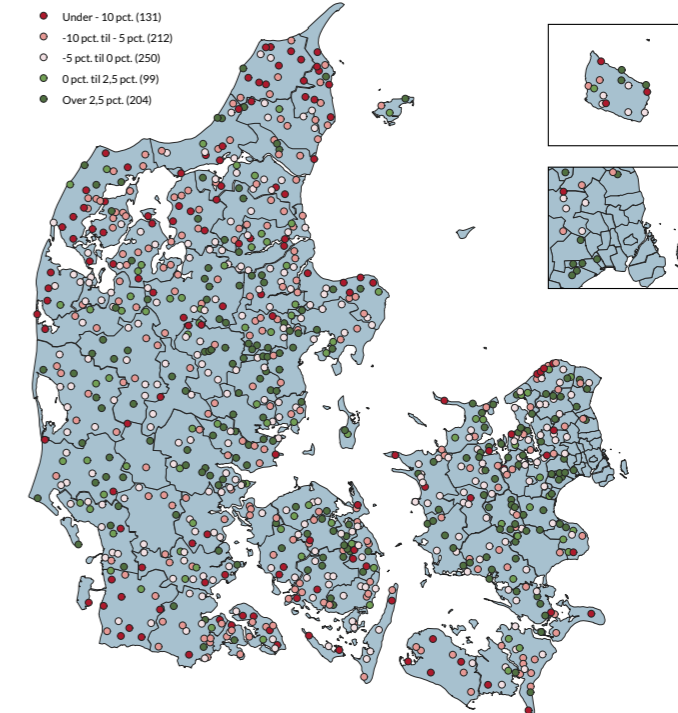 Under - 10 pct. (131)
-10 pct. til - 5 pct. (212)
-5 pct. til 0 pct. (250)
0 pct. til 2,5 pct. (99)
Over 2,5 pct. (204)